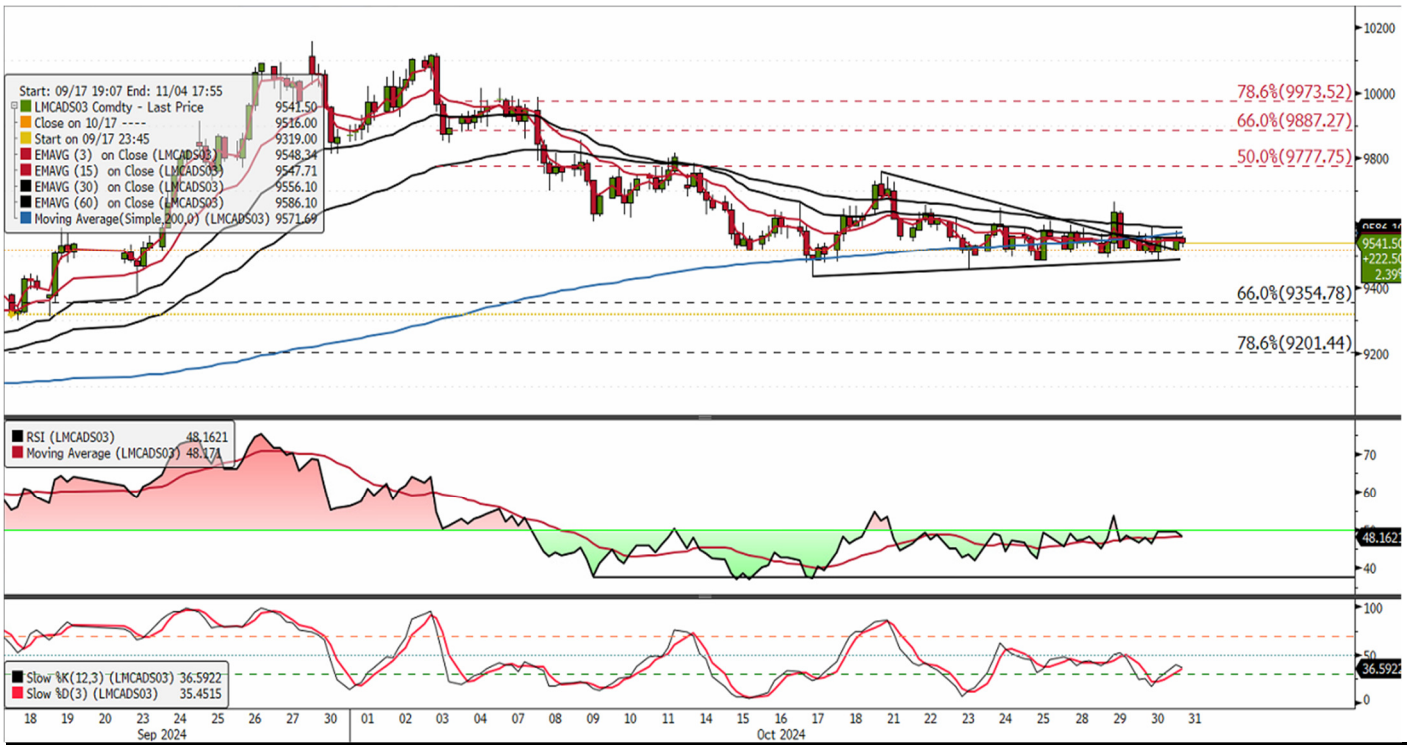 Start: 09/17 19:07 End: 11/04 17:55
LMCADS03 Comdty - Last Price 9541.50
Close on 10/17 ---- 9516.00
Start on 09/17 23:45 9319.00
EMAVG (3) on Close (LMCADS03) 9548.34
EMAVG (15) on Close (LMCADS03) 9547.71
EMAVG (30) on Close (LMCADS03) 9556.10
EMAVG (60) on Close (LMCADS03) 9586.10
Moving Average(Simple,200,0) (LMCADS03) 9571.69
78.6%(9973.52)
66.0%(9887.27)
50.0%(9777.75)
66.0%(9354.78)
78.6%(9201.44)
10200
10000
9800
9586.10
9541.50
+222.50
2.39%
9400
9200
RSI (LMCADS03) 48.1621
Moving Average (LMCADS03) 48.171
70
60
50
48.1621
40
Slow %K(12,3) (LMCADS03) 36.5922
Slow %D(3) (LMCADS03) 35.4515
100
50
36.5922
0
18 19 20 23 24 25 26 27 30 01 02 03 04 07 08 09 10 11 14 15 16 17 18 21 22 23 24 25 28 29 30 31
Sep 2024 Oct 2024